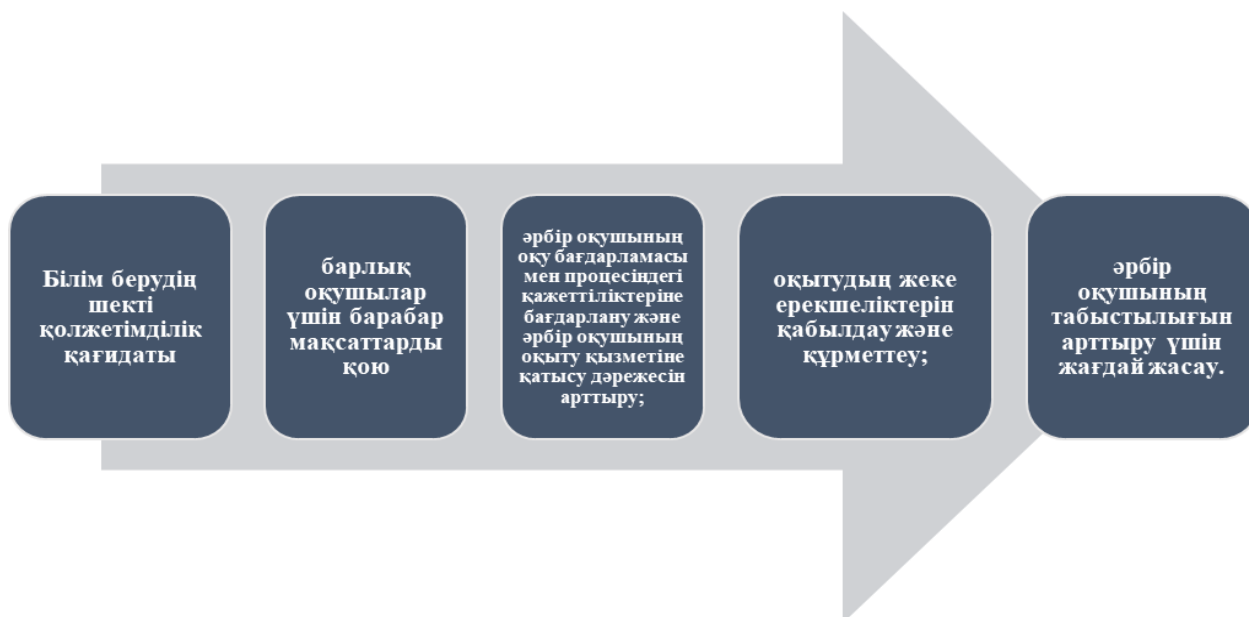 Білім берудің
шекті
қолжетімділік
қағидаты
барлық
оқушылар
үшін барабар
мақсаттарды
қою
әрбір оқушының
оқу бағдарламасы
мен процесіндегі
қажеттіліктеріне
бағдарлану және
әрбір оқушының
оқыту қызметіне
қатысу дәрежесін
арттыру;
оқытудың жеке
ерекшеліктерін
қабылдау және
құрметтеу;
әрбір
оқушының
табыстылығын
арттыру үшін
жағдай жасау.